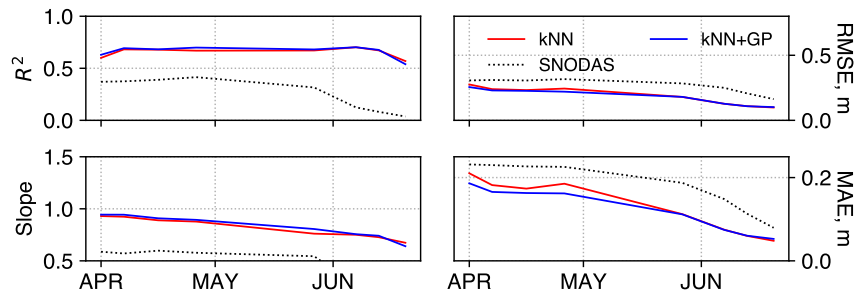 1.0
0.5
0.0
R²
kNN
kNN+GP
SNODAS
0.5
0.0
RMSE, m
1.5
1.0
0.5
Slope
APR
MAY
JUN
0.2
0.0
MAE, m
APR
MAY
JUN